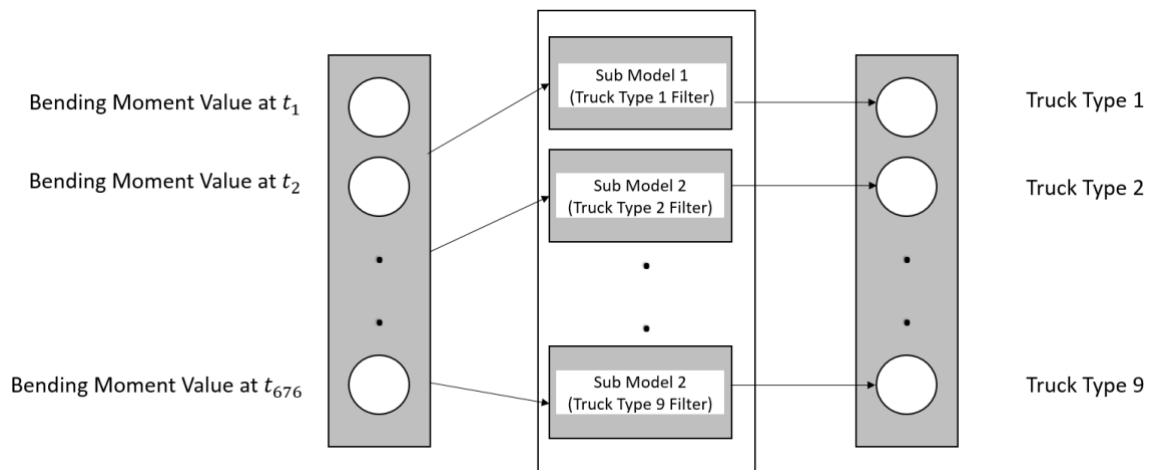 Bending Moment Value at t₁
Bending Moment Value at t₂
Bending Moment Value at t₆₇₆
Sub Model 1
(Truck Type 1 Filter)
Sub Model 2
(Truck Type 2 Filter)
Sub Model 2
(Truck Type 9 Filter)
Truck Type 1
Truck Type 2
Truck Type 9